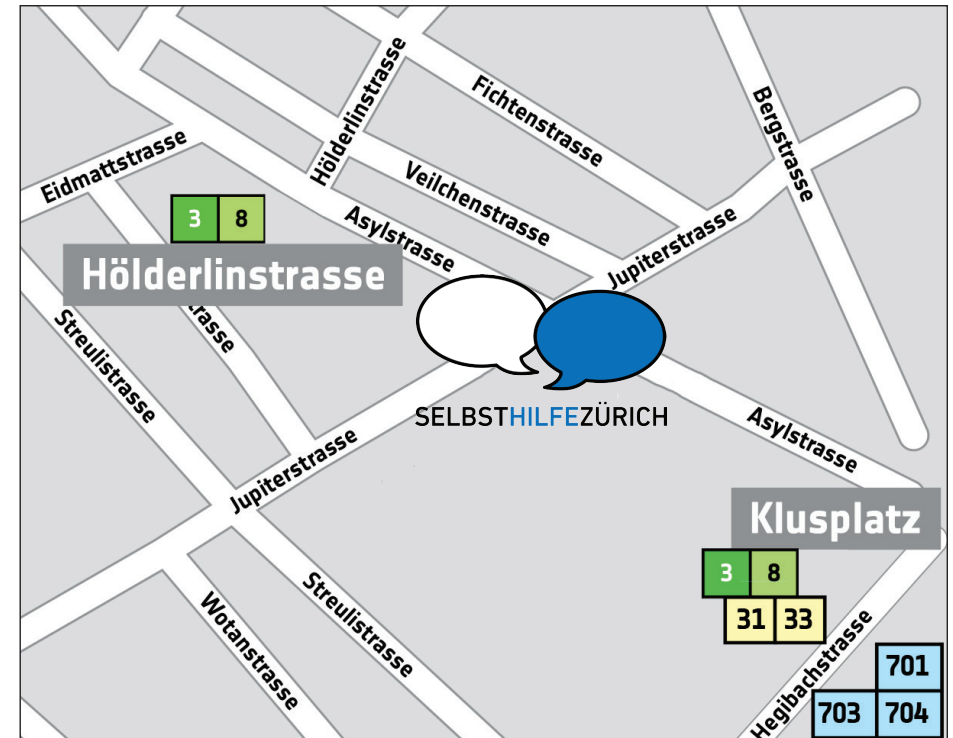 Hölderlinstrasse
Fichtenstrasse
Bergstrasse
Eidmattstrasse
Veilchenstrasse
3 8
Asylstrasse
Jupiterstrasse
Hölderlinstrasse
trasse
Streulistrasse
SELBSTHILFEZÜRICH
Asylstrasse
Jupiterstrasse
Klusplatz
3 8
31 33
Streulistrasse
Wotanstrasse
Hegibachstrasse
701
703 704